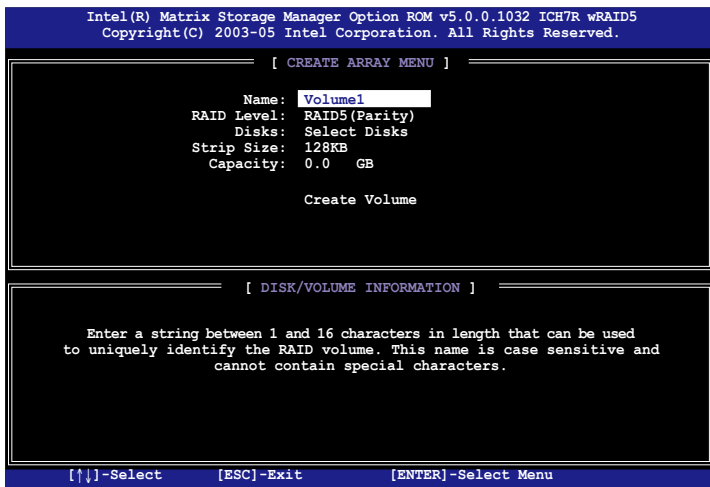 Intel(R) Matrix Storage Manager Option ROM v5.0.0.1032 ICH7R wRAID5
Copyright(C) 2003-05 Intel Corporation. All Rights Reserved.
[ CREATE ARRAY MENU ]
Name: Volume1
RAID Level: RAID5(Parity)
Disks: Select Disks
Strip Size: 128KB
Capacity: 0.0 GB
Create Volume
[ DISK/VOLUME INFORMATION ]
Enter a string between 1 and 16 characters in length that can be used
to uniquely identify the RAID volume. This name is case sensitive and
cannot contain special characters.
[↑↓]-Select [ESC]-Exit [ENTER]-Select Menu